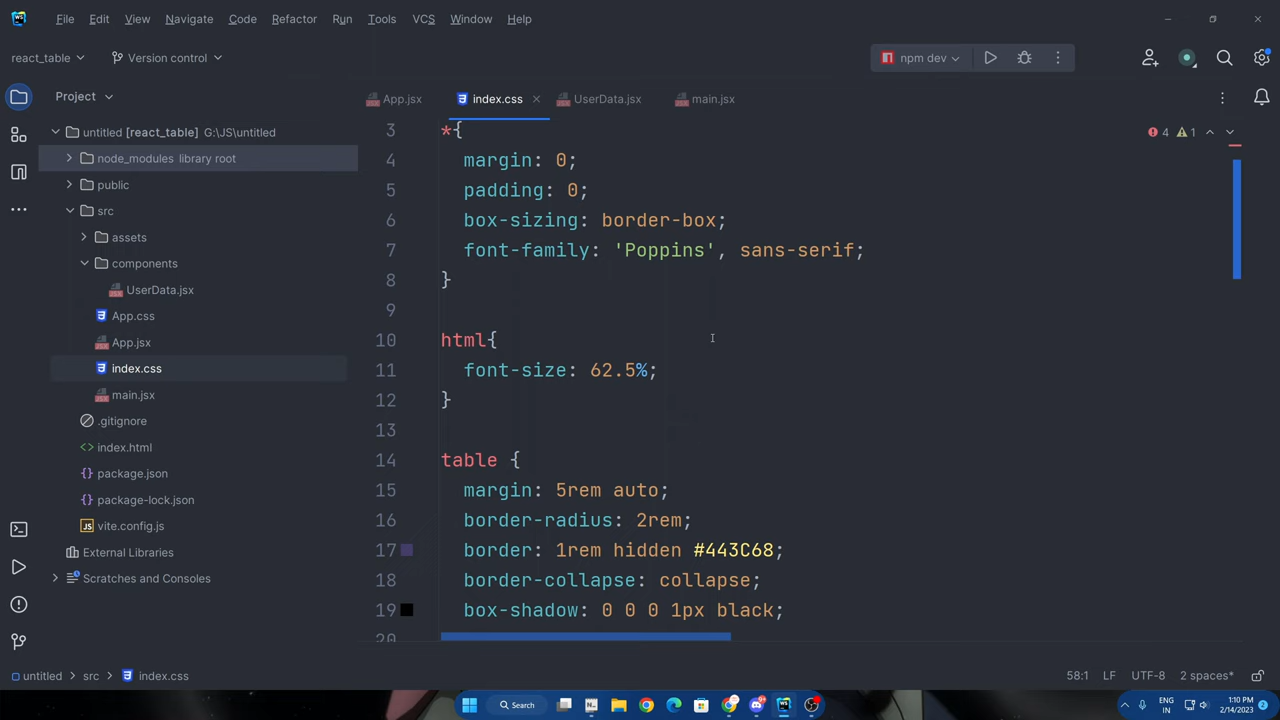 WS
File Edit View Navigate Code Refactor Run Tools VCS Window Help
react_table Version control npm dev
Project
App.jsx index.css UserData.jsx main.jsx
untitled [react_table] G:\JS\untitled
node_modules library root
public
src
assets
components
UserData.jsx
App.css
App.jsx
index.css
main.jsx
.gitignore
index.html
package.json
package-lock.json
vite.config.js
External Libraries
Scratches and Consoles
4 1
3 *{
4 margin: 0;
5 padding: 0;
6 box-sizing: border-box;
7 font-family: 'Poppins', sans-serif;
8 }
9
10 html{
11 font-size: 62.5%;
12 }
13
14 table {
15 margin: 5rem auto;
16 border-radius: 2rem;
17 border: 1rem hidden #443C68;
18 border-collapse: collapse;
19 box-shadow: 0 0 0 1px black;
20
untitled src index.css 58:1 LF UTF-8 2 spaces*
Search
ENG
IN
1:10 PM
2/14/2023